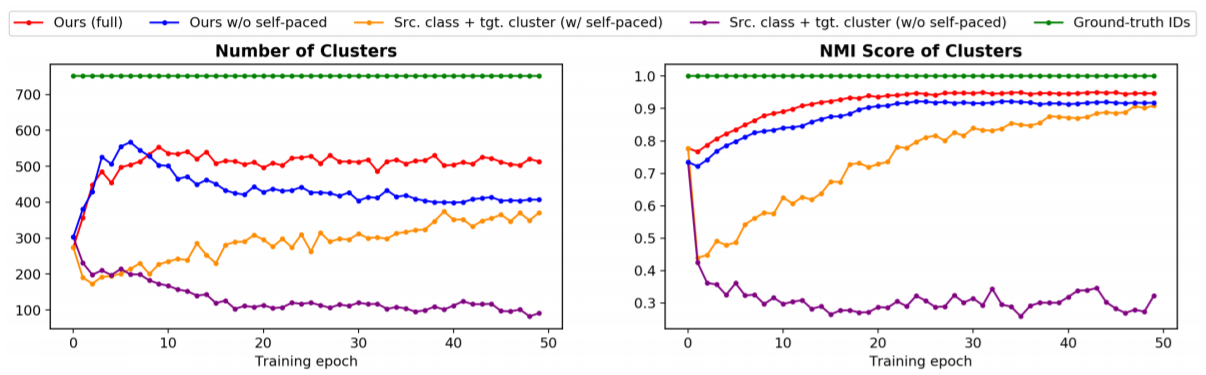 Ours (full) Ours w/o self-paced Src. class + tgt. cluster (w/ self-paced) Src. class + tgt. cluster (w/o self-paced) Ground-truth IDs
Number of Clusters
700
600
500
400
300
200
100
0 10 20 30 40 50
Training epoch
NMI Score of Clusters
1.0
0.9
0.8
0.7
0.6
0.5
0.4
0.3
0 10 20 30 40 50
Training epoch